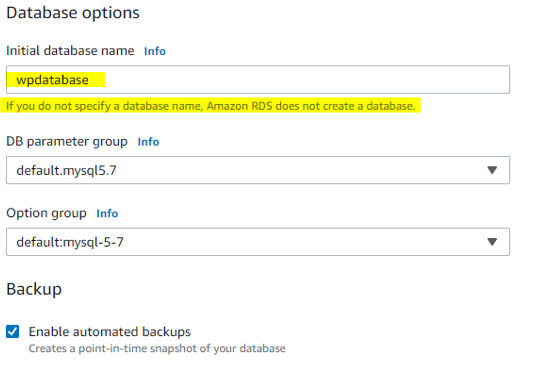 Database options
Initial database name Info
wpdatabase
If you do not specify a database name, Amazon RDS does not create a database.
DB parameter group Info
default.mysql5.7
Option group Info
default:mysql-5-7
Backup
Enable automated backups
Creates a point-in-time snapshot of your database